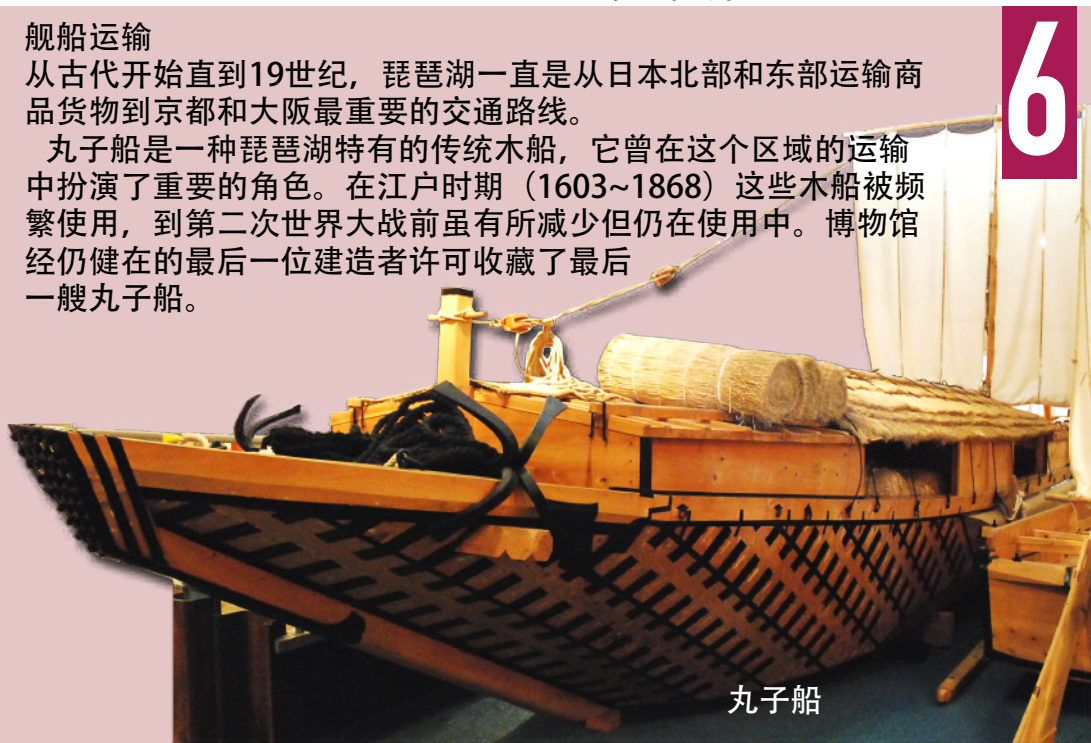 舰船运输
从古代开始直到19世纪，琵琶湖一直是从日本北部和东部运输商
品货物到京都和大阪最重要的交通路线。
丸子船是一种琵琶湖特有的传统木船，它曾在这个区域的运输
中扮演了重要的角色。在江户时期（1603~1868）这些木船被频
繁使用，到第二次世界大战前虽有所减少但仍在使用中。博物馆
经仍健在的最后一位建造者许可收藏了最后
一艘丸子船。
6
丸子船